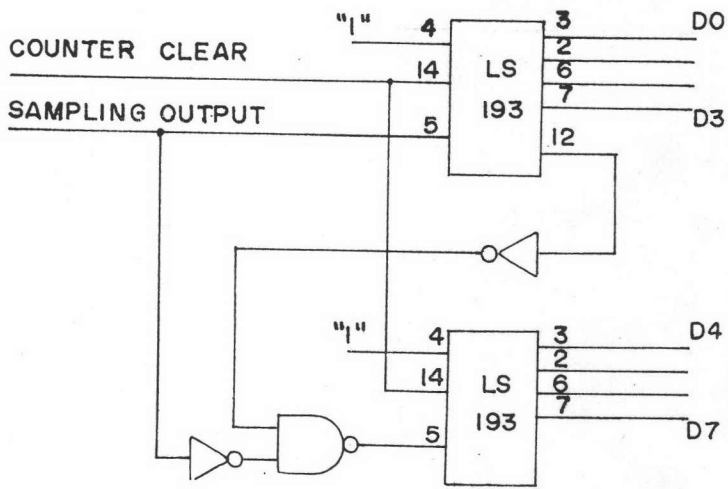 "1" 4 3 D0
COUNTER CLEAR 14 LS 2
6
SAMPLING OUTPUT 5 193 7 D3
12
"1" 4 3 D4
14 LS 2
6
5 193 7 D7